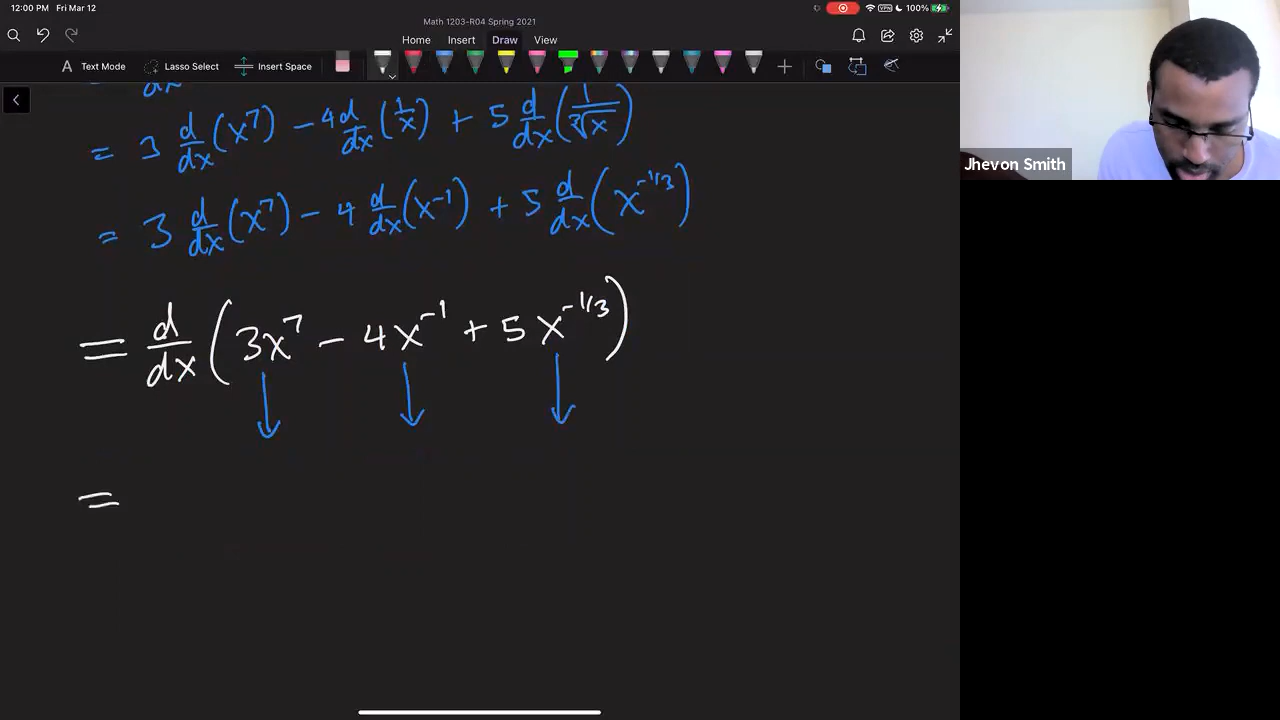 12:00 PM Fri Mar 12
100%
Math 1203-R04 Spring 2021
Home Insert Draw View
Text Mode Lasso Select Insert Space
dx
= 3 d/dx (x^7) - 4 d/dx (1/x) + 5 d/dx (1/∛x)
= 3 d/dx (x^7) - 4 d/dx (x^-1) + 5 d/dx (x^-1/3)
= d/dx (3x^7 - 4x^-1 + 5x^-1/3)
=
Jhevon Smith